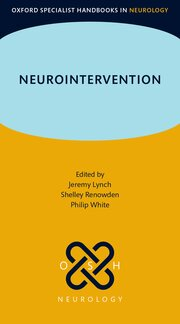 OXFORD SPECIALIST HANDBOOKS IN NEUROLOGY
NEUROINTERVENTION
Edited by
Jeremy Lynch
Shelley Renowden
Philip White
O S H
NEUROLOGY